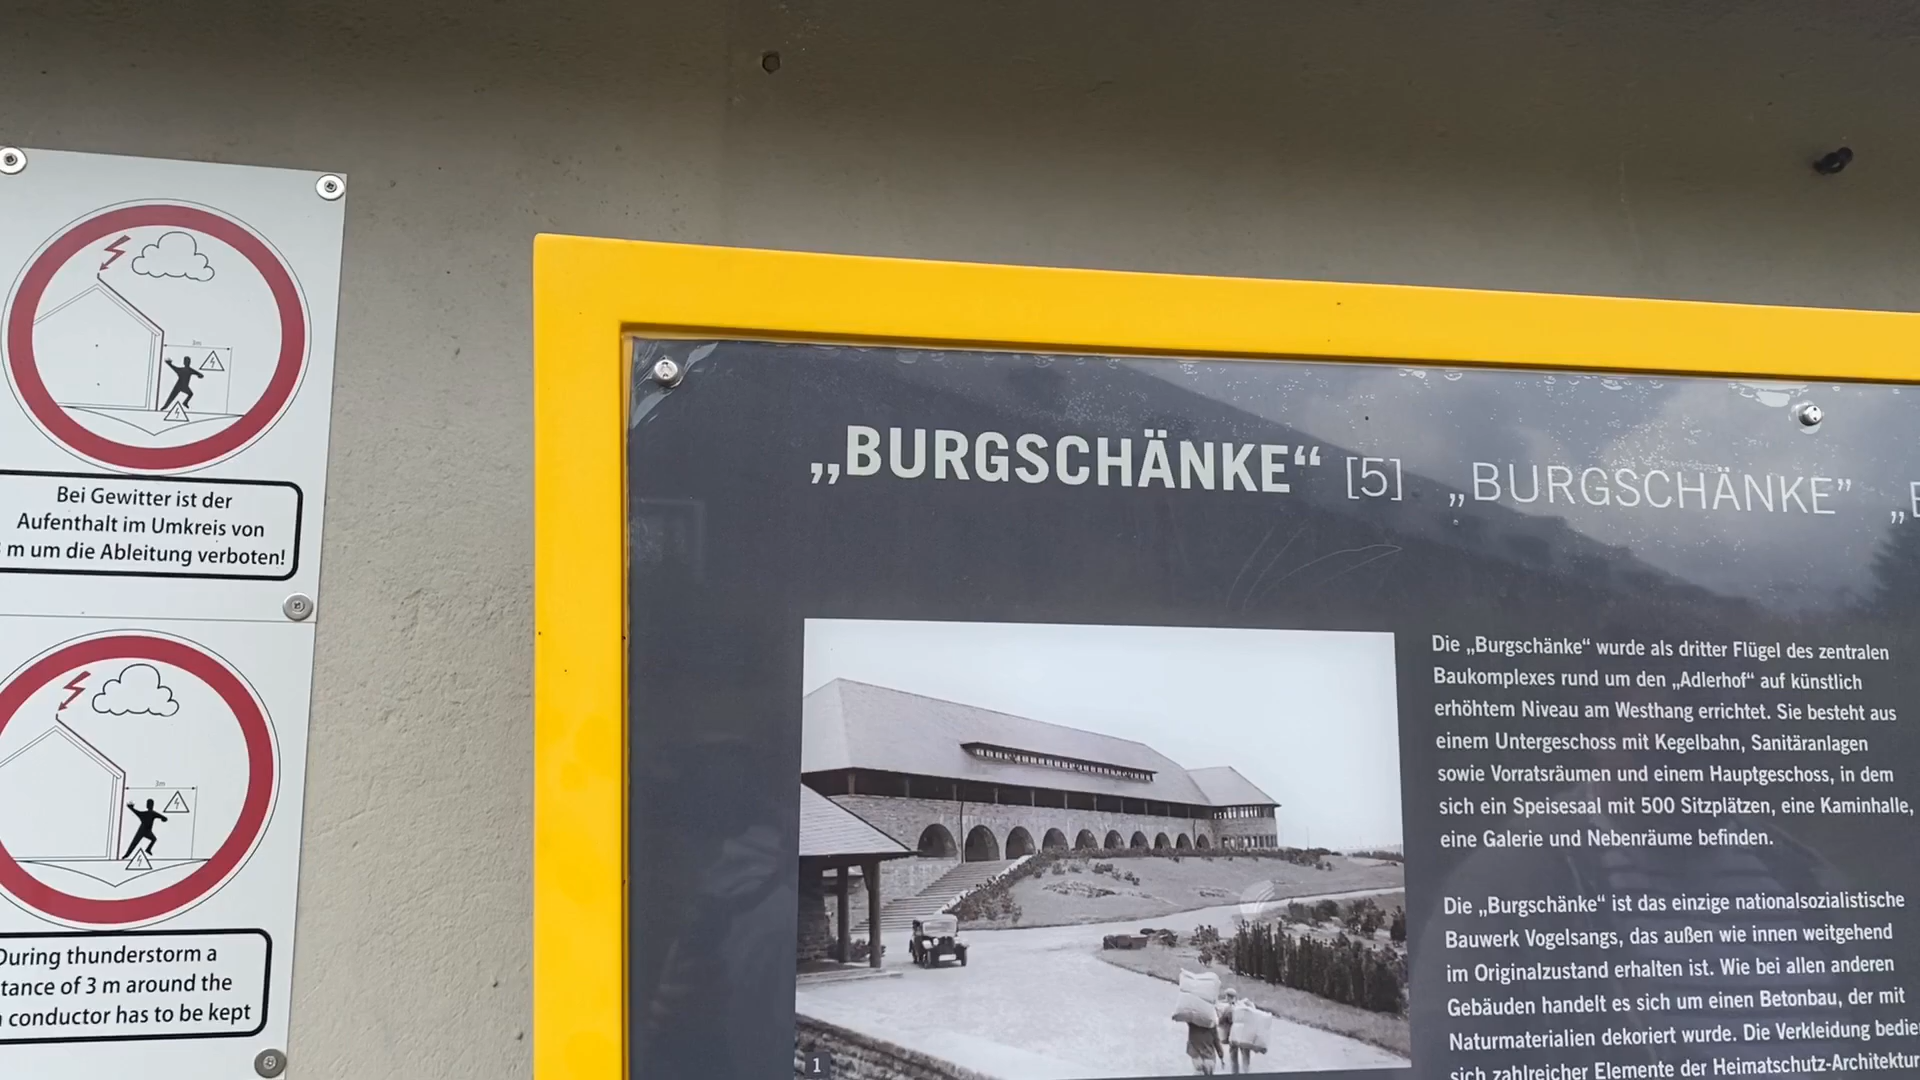 3m
Bei Gewitter ist der
Aufenthalt im Umkreis von
m um die Ableitung verboten!
3m
During thunderstorm a
tance of 3 m around the
conductor has to be kept
„BURGSCHÄNKE“ [5] „BURGSCHÄNKE”
1
Die „Burgschänke“ wurde als dritter Flügel des zentralen
Baukomplexes rund um den „Adlerhof“ auf künstlich
erhöhtem Niveau am Westhang errichtet. Sie besteht aus
einem Untergeschoss mit Kegelbahn, Sanitäranlagen
sowie Vorratsräumen und einem Hauptgeschoss, in dem
sich ein Speisesaal mit 500 Sitzplätzen, eine Kaminhalle,
eine Galerie und Nebenräume befinden.
Die „Burgschänke“ ist das einzige nationalsozialistische
Bauwerk Vogelsangs, das außen wie innen weitgehend
im Originalzustand erhalten ist. Wie bei allen anderen
Gebäuden handelt es sich um einen Betonbau, der mit
Naturmaterialien dekoriert wurde. Die Verkleidung bedie
sich zahlreicher Elemente der Heimatschutz-Architektur